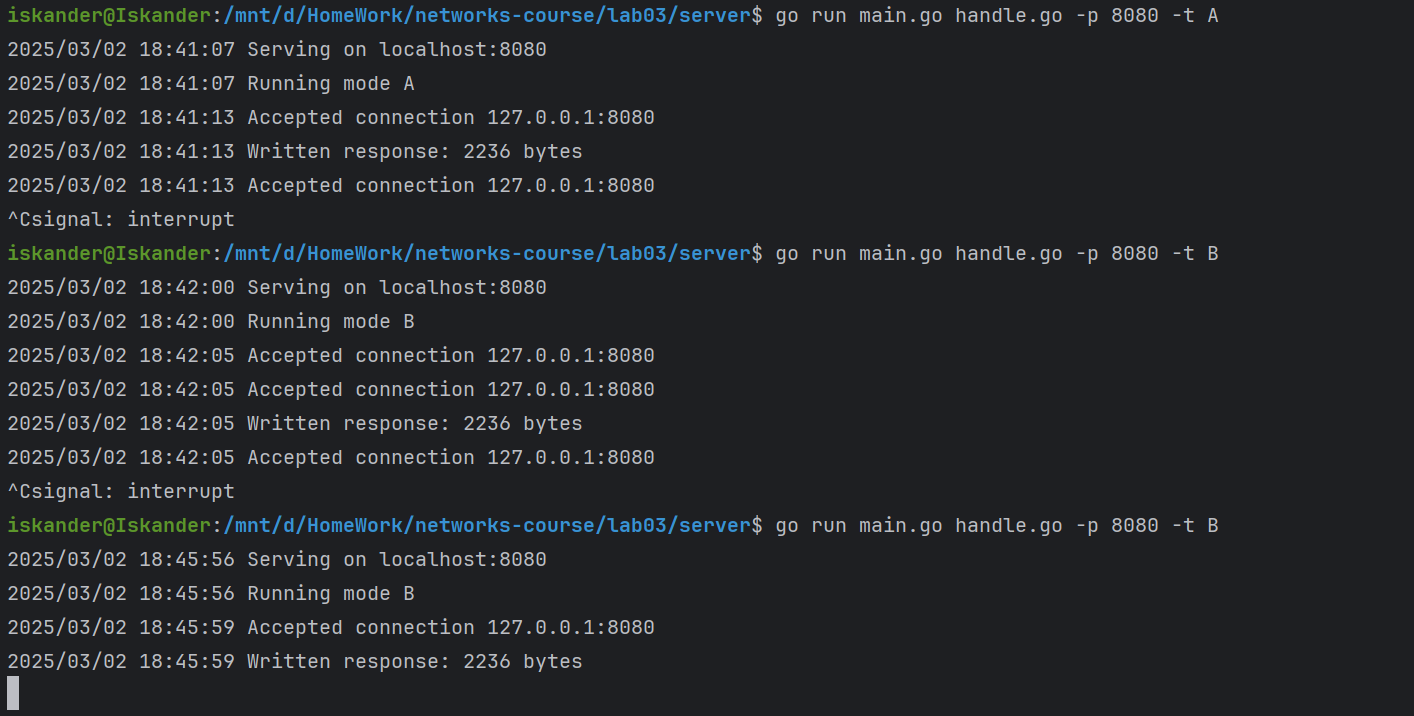 iskander@Iskander:/mnt/d/HomeWork/networks-course/lab03/server$ go run main.go handle.go -p 8080 -t A
2025/03/02 18:41:07 Serving on localhost:8080
2025/03/02 18:41:07 Running mode A
2025/03/02 18:41:13 Accepted connection 127.0.0.1:8080
2025/03/02 18:41:13 Written response: 2236 bytes
2025/03/02 18:41:13 Accepted connection 127.0.0.1:8080
^Csignal: interrupt
iskander@Iskander:/mnt/d/HomeWork/networks-course/lab03/server$ go run main.go handle.go -p 8080 -t B
2025/03/02 18:42:00 Serving on localhost:8080
2025/03/02 18:42:00 Running mode B
2025/03/02 18:42:05 Accepted connection 127.0.0.1:8080
2025/03/02 18:42:05 Accepted connection 127.0.0.1:8080
2025/03/02 18:42:05 Written response: 2236 bytes
2025/03/02 18:42:05 Accepted connection 127.0.0.1:8080
^Csignal: interrupt
iskander@Iskander:/mnt/d/HomeWork/networks-course/lab03/server$ go run main.go handle.go -p 8080 -t B
2025/03/02 18:45:56 Serving on localhost:8080
2025/03/02 18:45:56 Running mode B
2025/03/02 18:45:59 Accepted connection 127.0.0.1:8080
2025/03/02 18:45:59 Written response: 2236 bytes